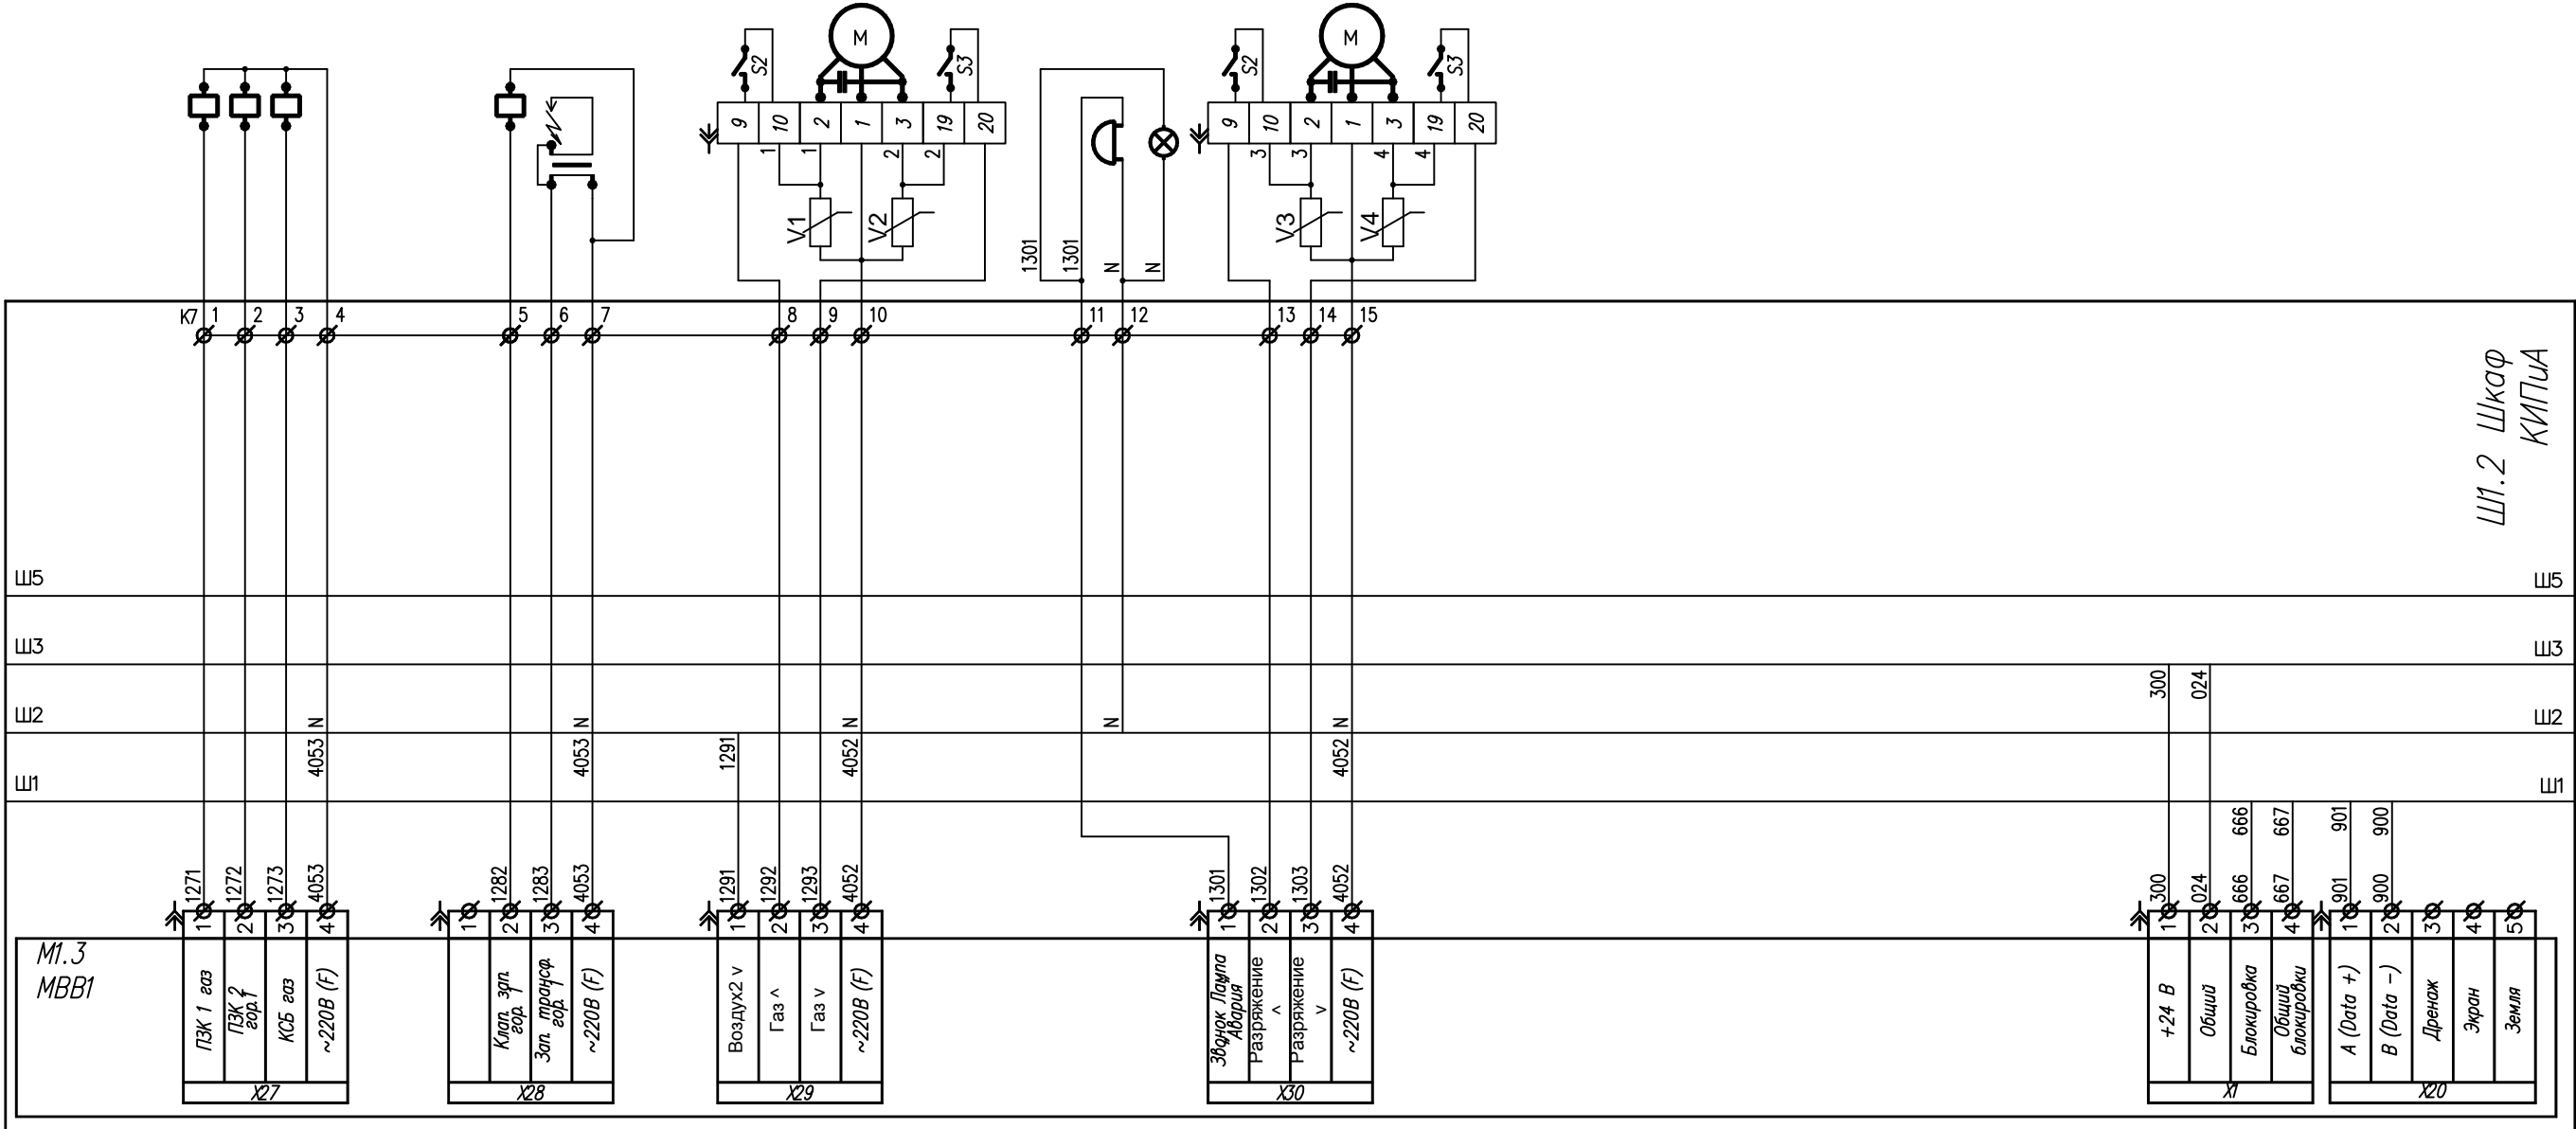 M
M
S2
S3
S2
S3
9
10
2
1
3
19
20
9
10
2
1
3
19
20
1
1
2
2
3
3
4
4
V1
V2
V3
V4
1301
1301
N
N
К7
1
2
3
4
5
6
7
8
9
10
11
12
13
14
15
Ш1.2 Шкаф
КИПиА
Ш5
Ш5
Ш3
Ш3
Ш2
Ш2
Ш1
Ш1
N
N
N
N
N
4053
4053
1291
4052
4052
300
024
666
667
901
900
1271
1272
1273
4053
1282
1283
4053
1291
1292
1293
4052
1301
1302
1303
4052
300
024
666
667
901
900
1
2
3
4
1
2
3
4
1
2
3
4
1
2
3
4
1
2
3
4
1
2
3
4
5
М1.3
МВВ1
ПЗК 1 газ
ПЗК 2
гор.1
КСБ газ
~220В (F)
Клап. зап.
гор. 1
Зап. трансф.
гор. 1
~220В (F)
Воздух2 v
Газ ^
Газ v
~220В (F)
Звонок Лампа
"Авария"
Разряжение
^
Разряжение
v
~220В (F)
+24 В
Общий
Блокировка
Общий
блокировки
А (Data +)
В (Data -)
Дренаж
Экран
Земля
X27
X28
X29
X30
X1
X20